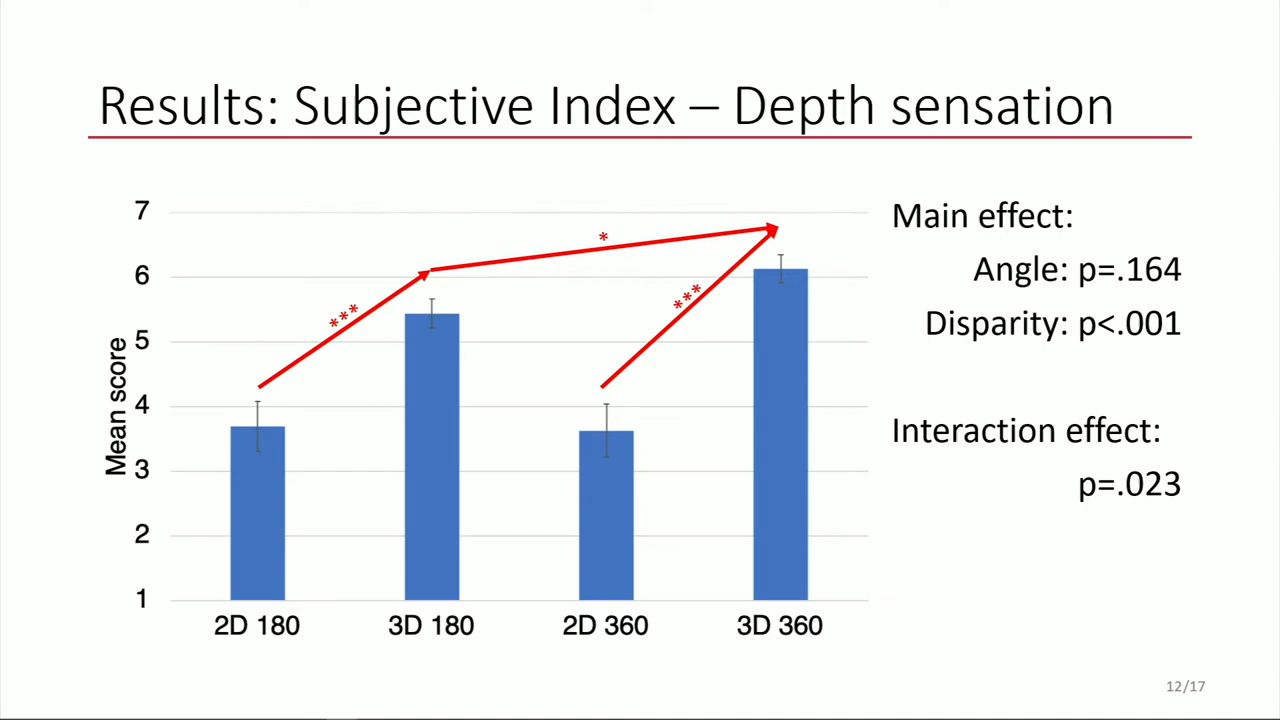 Results: Subjective Index – Depth sensation
7
6
5
4
3
2
1
Mean score
***
*
***
2D 180
3D 180
2D 360
3D 360
Main effect:
Angle: p=.164
Disparity: p<.001
Interaction effect:
p=.023
12/17